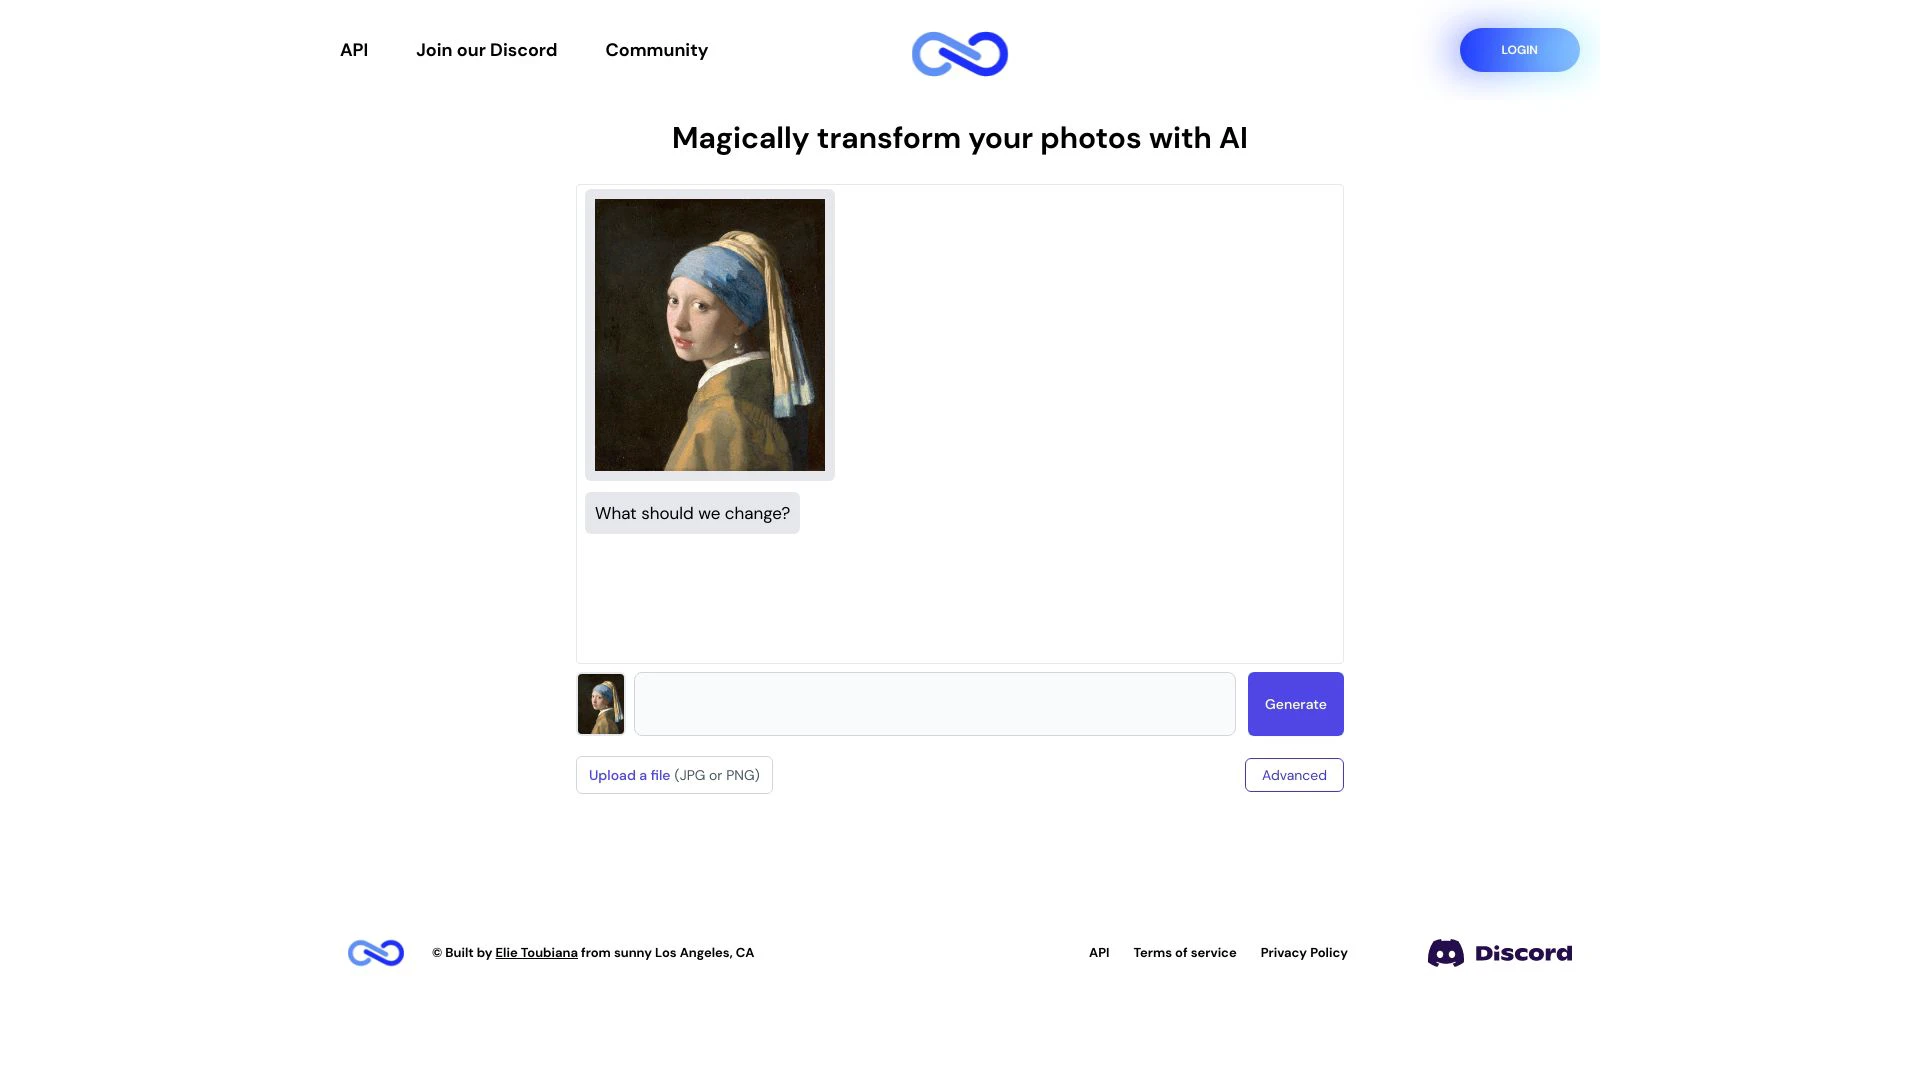 API Join our Discord Community LOGIN
Magically transform your photos with AI
What should we change?
Generate
Upload a file (JPG or PNG) Advanced
© Built by Elie Toubiana from sunny Los Angeles, CA API Terms of service Privacy Policy Discord